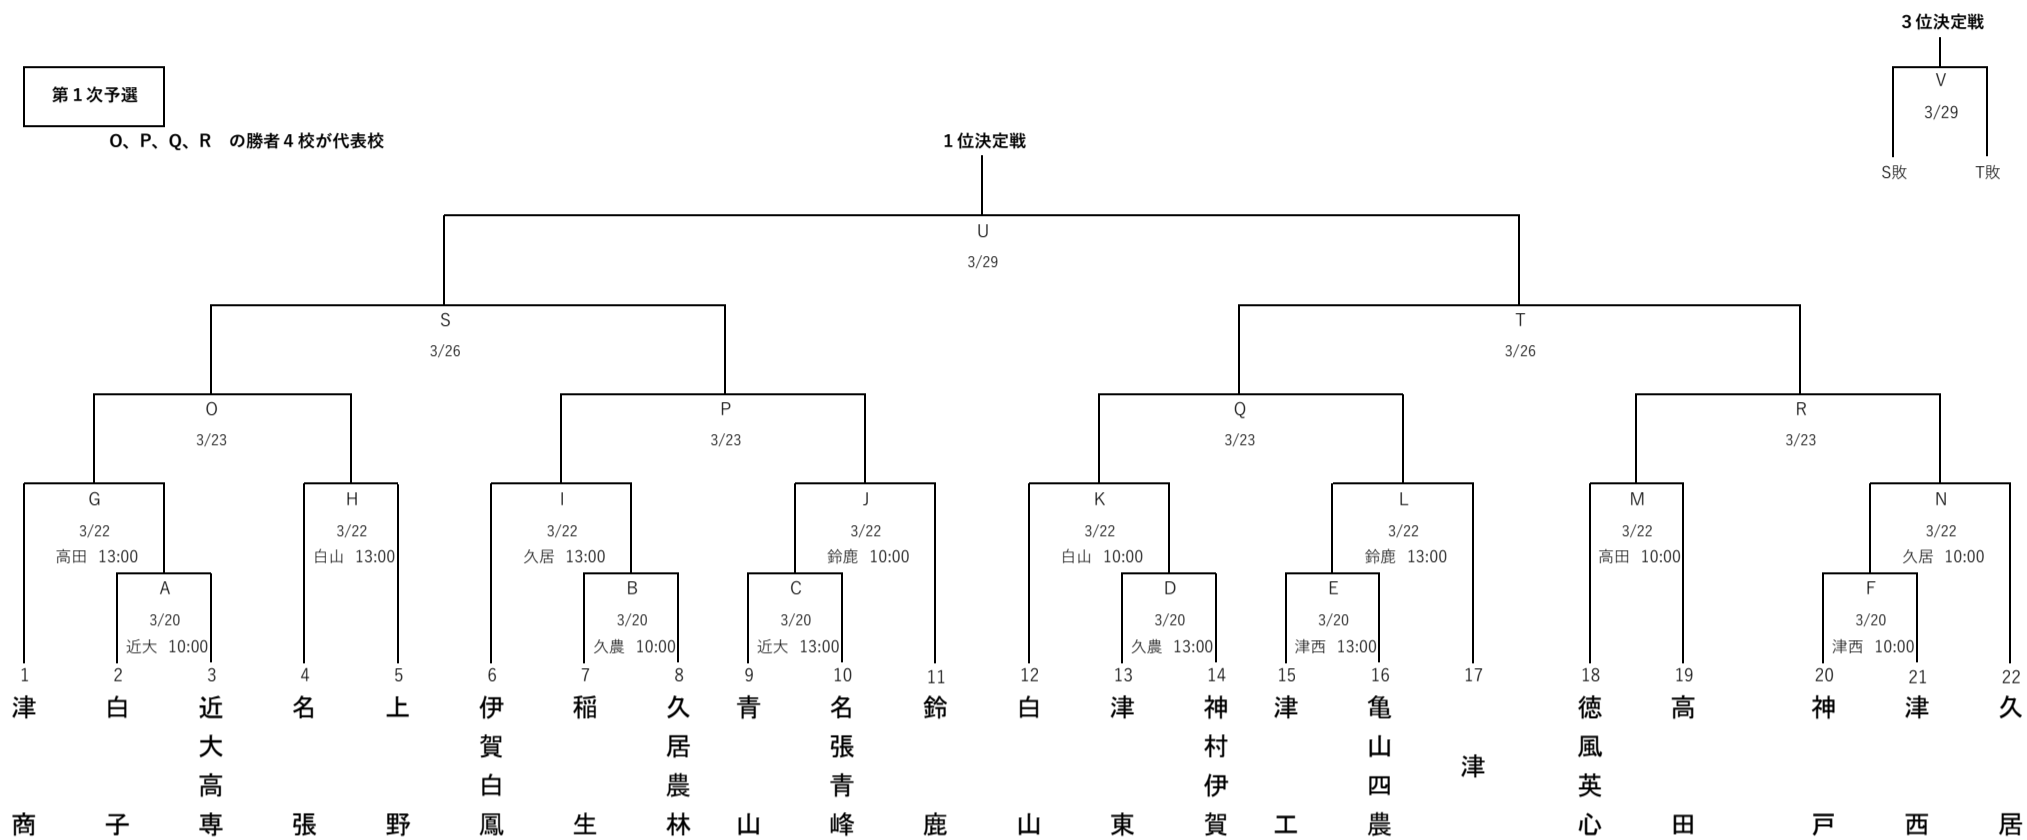 3位決定戦
V
3/29
S敗 T敗
第1次予選
O、P、Q、R　の勝者4校が代表校
1位決定戦
U
3/29
S T
3/26 3/26
O P Q R
3/23 3/23 3/23 3/23
G H I J K L M N
3/22 3/22 3/22 3/22 3/22 3/22 3/22 3/22
高田 13:00 白山 13:00 久居 13:00 鈴鹿 10:00 白山 10:00 鈴鹿 13:00 高田 10:00 久居 10:00
A B C D E F
3/20 3/20 3/20 3/20 3/20 3/20
近大 10:00 久農 10:00 近大 13:00 久農 13:00 津西 13:00 津西 10:00
1 2 3 4 5 6 7 8 9 10 11 12 13 14 15 16 17 18 19 20 21 22
津商
白子
近大高専
名張
上野
伊賀白鳳
稲生
久居農林
青山
名張青峰
鈴鹿
白山
津東
神村伊賀
津工
亀山四農
津
徳風英心
高田
神戸
津西
久居